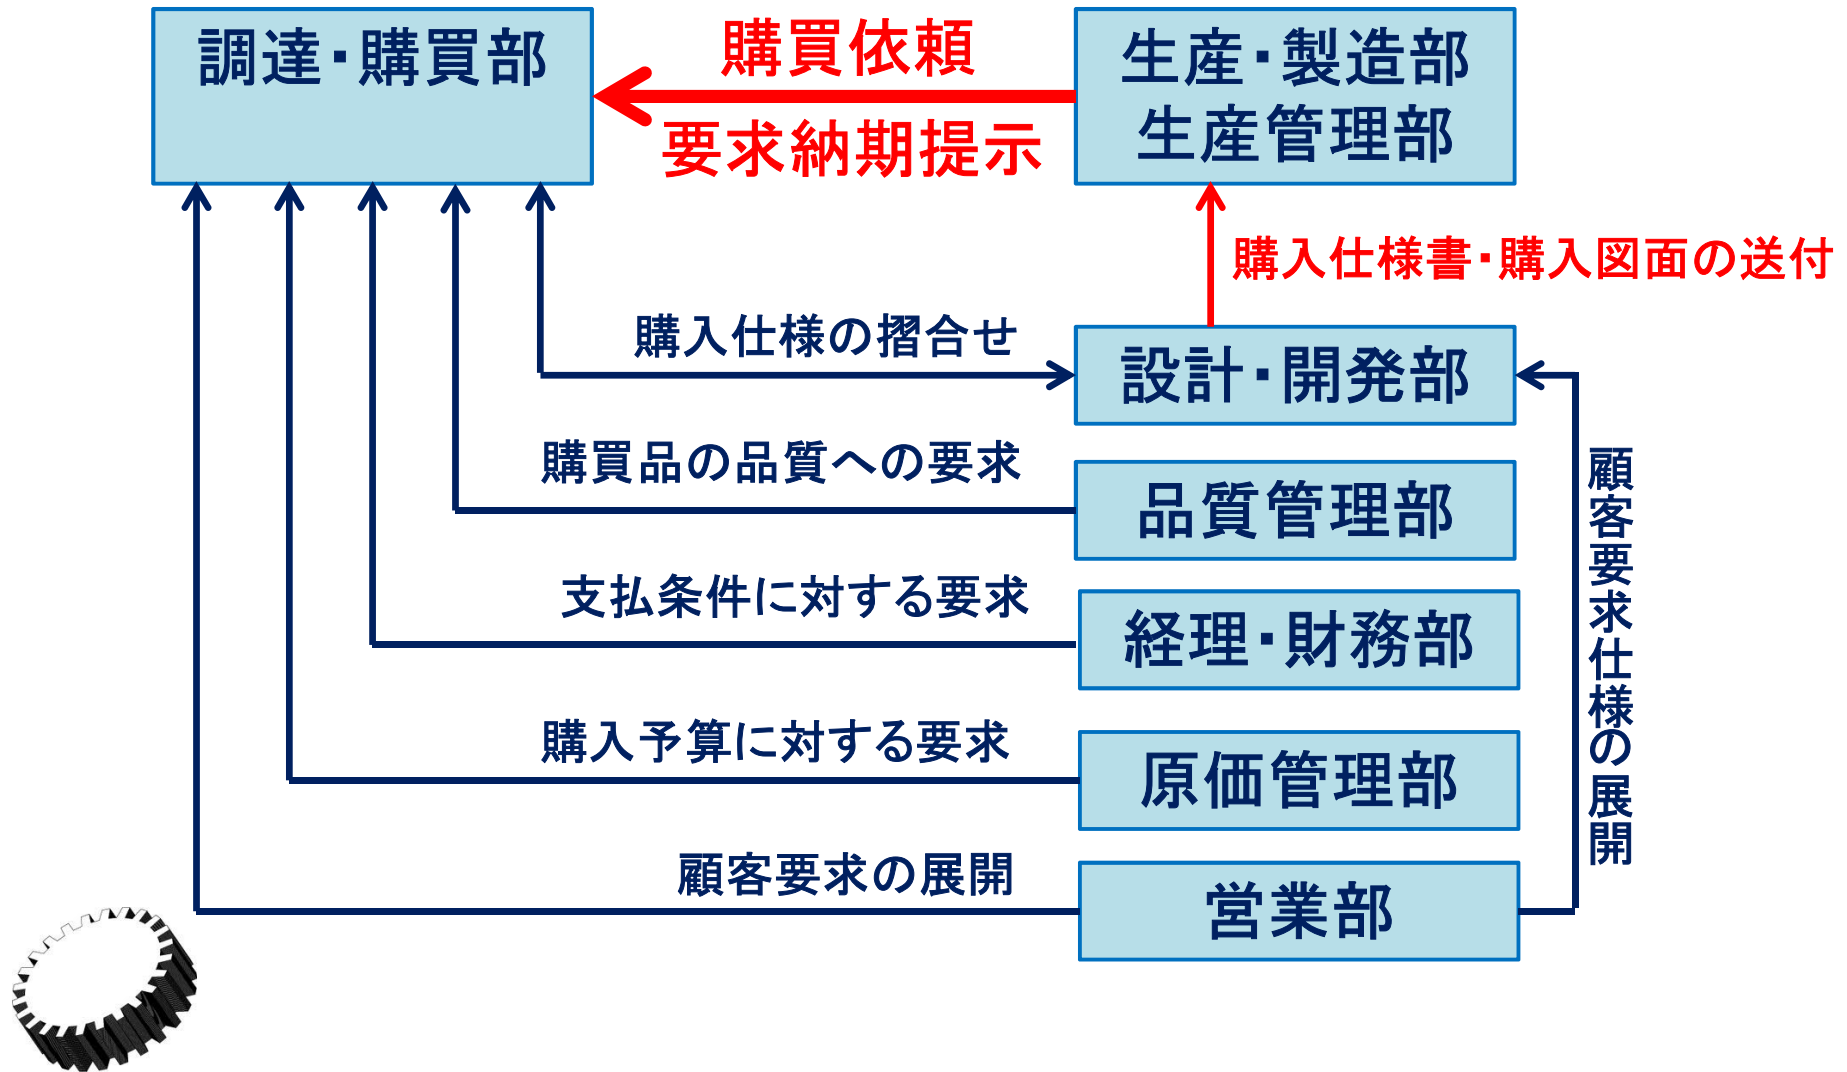 調達・購買部
購買依頼
要求納期提示
生産・製造部
生産管理部
購入仕様書・購入図面の送付
購入仕様の摺合せ
設計・開発部
購買品の品質への要求
品質管理部
支払条件に対する要求
経理・財務部
購入予算に対する要求
原価管理部
顧客要求の展開
営業部
顧客要求仕様の展開